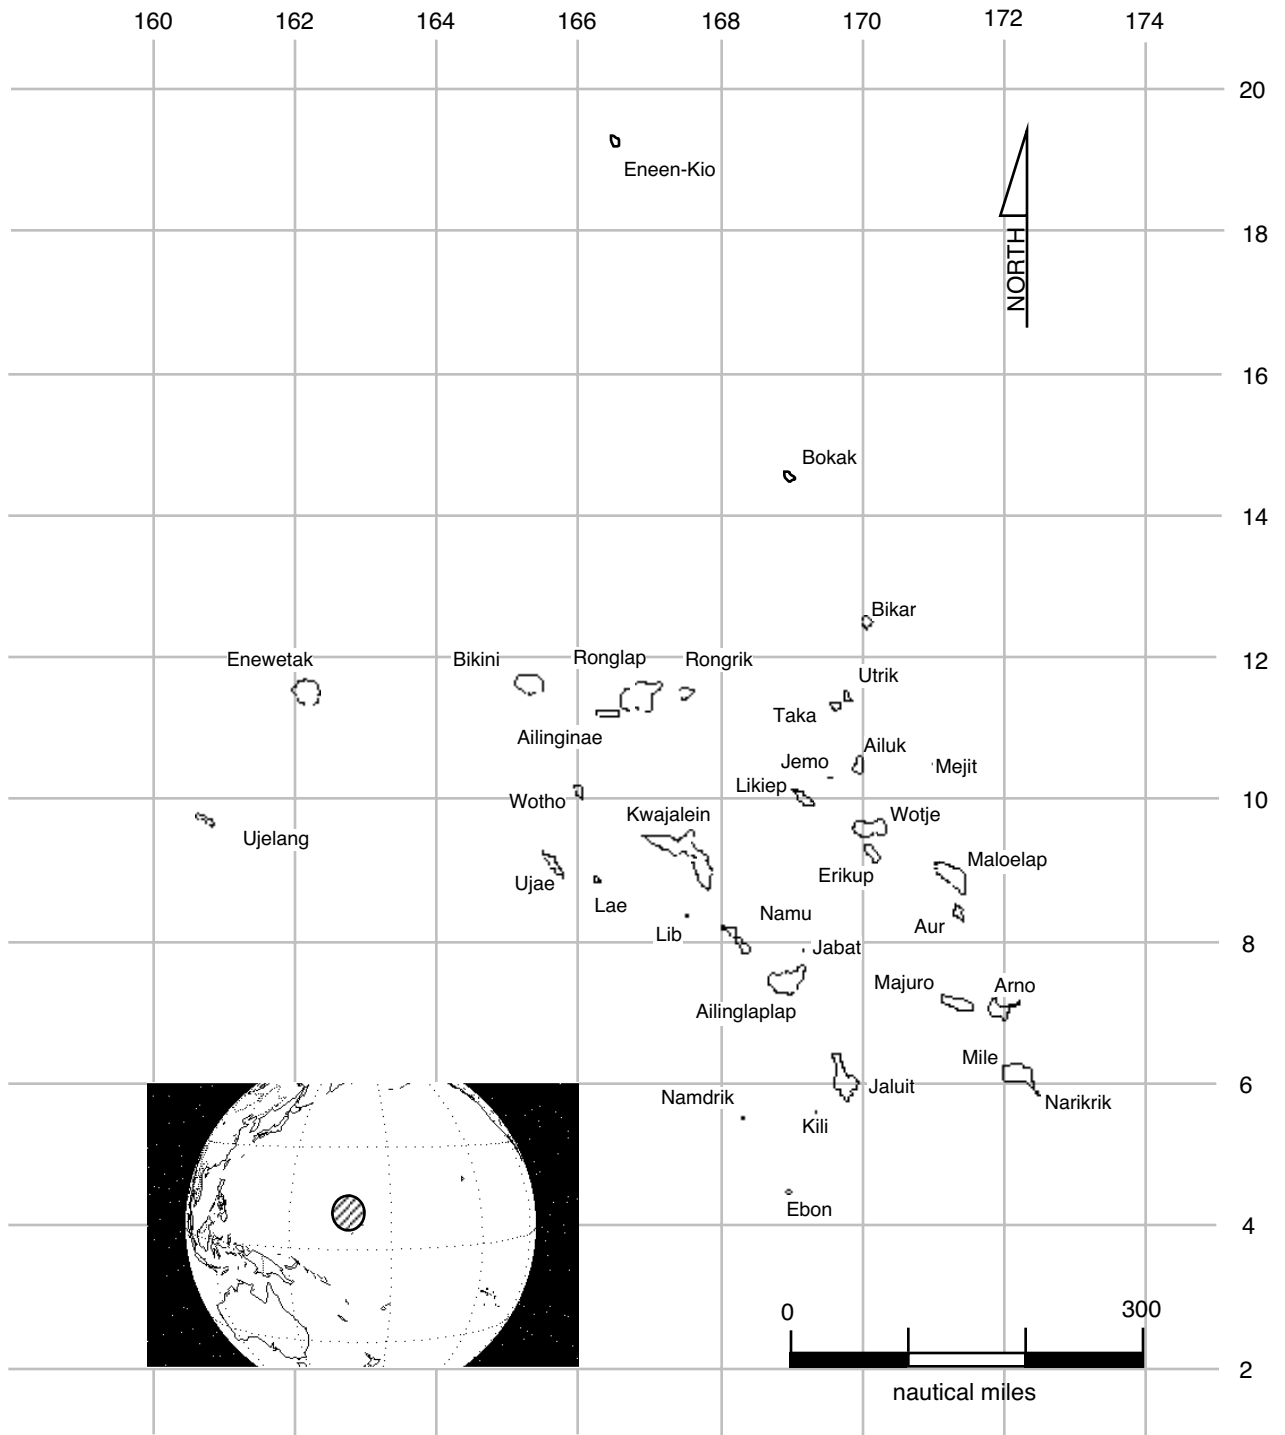 160 162 164 166 168 170 172 174
20
Eneen-Kio
NORTH
18
16
Bokak
14
Bikar
12
Enewetak
Bikini
Ronglap
Rongrik
Utrik
Taka
Ailinginae
Ailuk
Jemo
Mejit
Likiep
10
Wotho
Kwajalein
Wotje
Ujelang
Maloelap
Erikup
Ujae
Lae
Namu
Aur
Lib
8
Jabat
Majuro
Arno
Ailinglaplap
Mile
6
Jaluit
Namdrik
Narikrik
Kili
Ebon
4
0 300
2
nautical miles